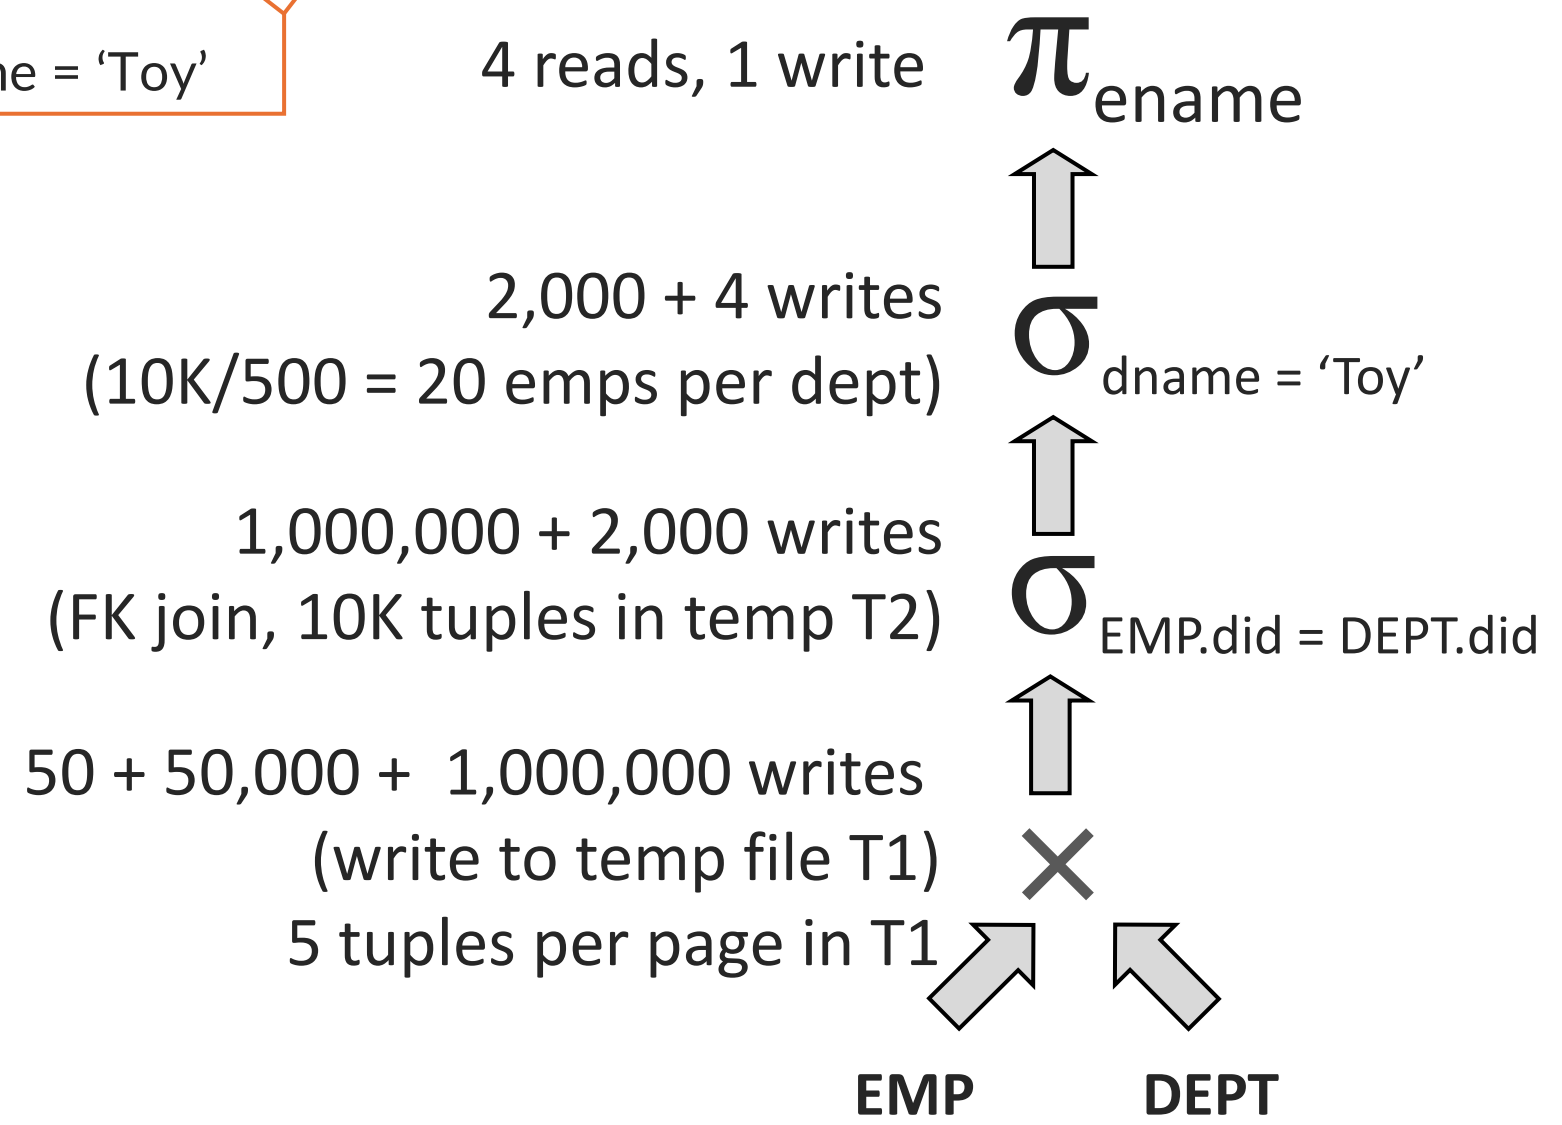 = ‘Toy’
4 reads, 1 write
π ename
2,000 + 4 writes
(10K/500 = 20 emps per dept)
σ dname = ‘Toy’
1,000,000 + 2,000 writes
(FK join, 10K tuples in temp T2)
σ EMP.did = DEPT.did
50 + 50,000 + 1,000,000 writes
(write to temp file T1)
5 tuples per page in T1
×
EMP
DEPT